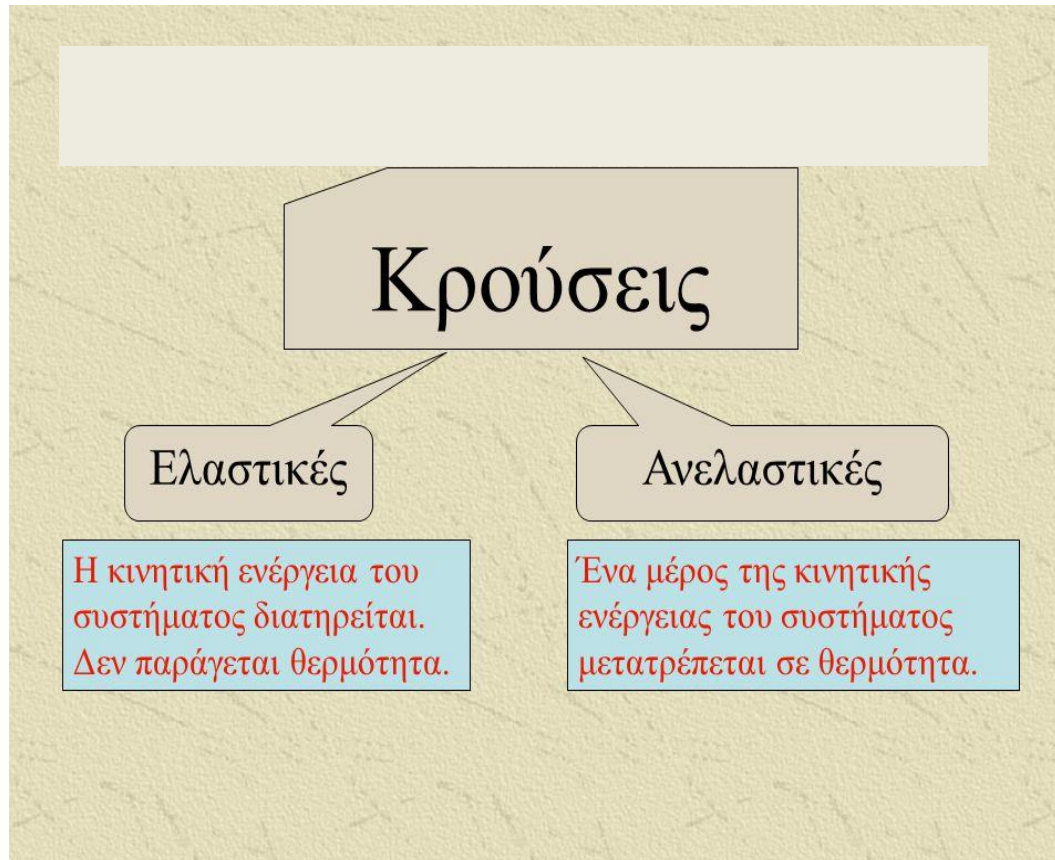 Κρούσεις
Ελαστικές
Η κινητική ενέργεια του
συστήματος διατηρείται.
Δεν παράγεται θερμότητα.
Ανελαστικές
Ένα μέρος της κινητικής
ενέργειας του συστήματος
μετατρέπεται σε θερμότητα.